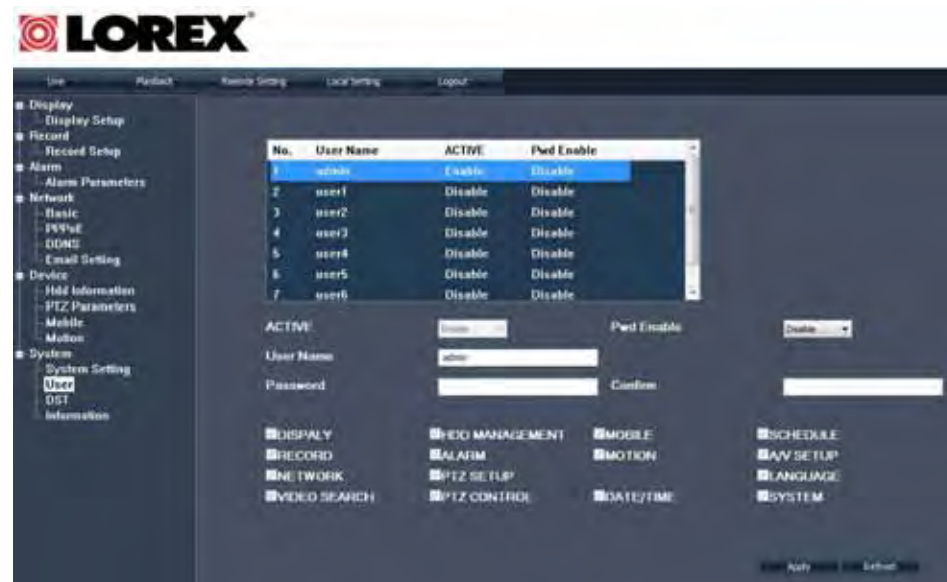 LOREX
Live Playback Remote Setting Local Setting Logout
Display
Display Setup
Record
Record Setup
Alarm
Alarm Parameters
Network
Basic
PPPoE
DDNS
Email Setting
Device
Hdd Information
PTZ Parameters
Mobile
Motion
System
System Setting
User
DST
Information
No. User Name ACTIVE Pwd Enable
1 admin Enable Disable
2 user1 Disable Disable
3 user2 Disable Disable
4 user3 Disable Disable
5 user4 Disable Disable
6 user5 Disable Disable
7 user6 Disable Disable
ACTIVE Enable Pwd Enable Disable
User Name admin
Password Confirm
DISPALY HDD MANAGEMENT MOBILE SCHEDULE
RECORD ALARM MOTION A/V SETUP
NETWORK PTZ SETUP LANGUAGE
VIDEO SEARCH PTZ CONTROL DATE/TIME SYSTEM
Apply Refresh